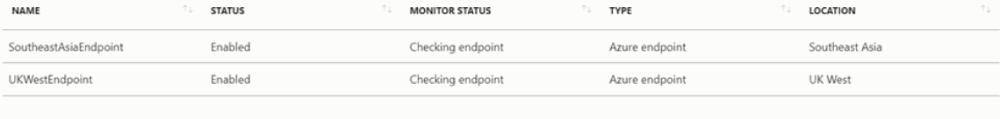 NAME STATUS MONITOR STATUS TYPE LOCATION
SoutheastAsiaEndpoint Enabled Checking endpoint Azure endpoint Southeast Asia
UKWestEndpoint Enabled Checking endpoint Azure endpoint UK West